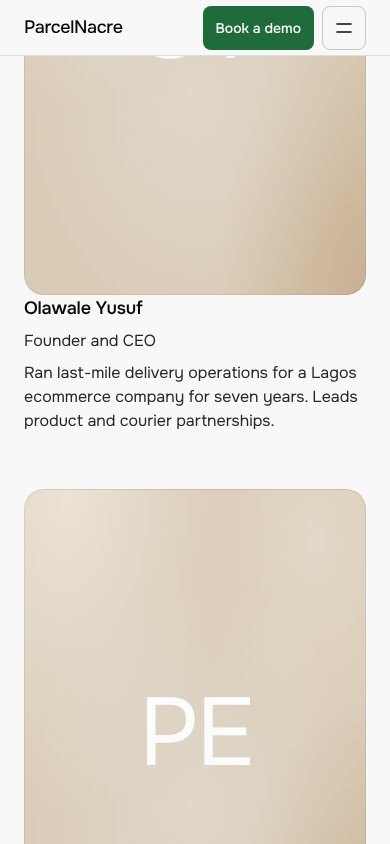 ParcelNacre
Book a demo
Olawale Yusuf
Founder and CEO
Ran last-mile delivery operations for a Lagos
ecommerce company for seven years. Leads
product and courier partnerships.
PE